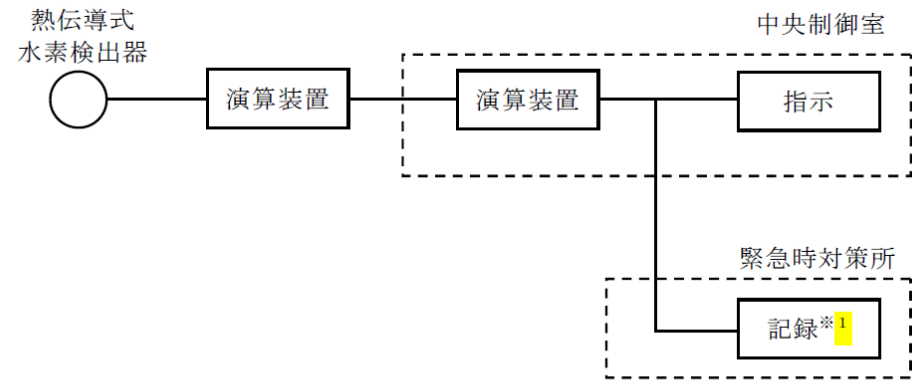 熱伝導式
水素検出器
中央制御室
演算装置
演算装置
指示
緊急時対策所
記録※1